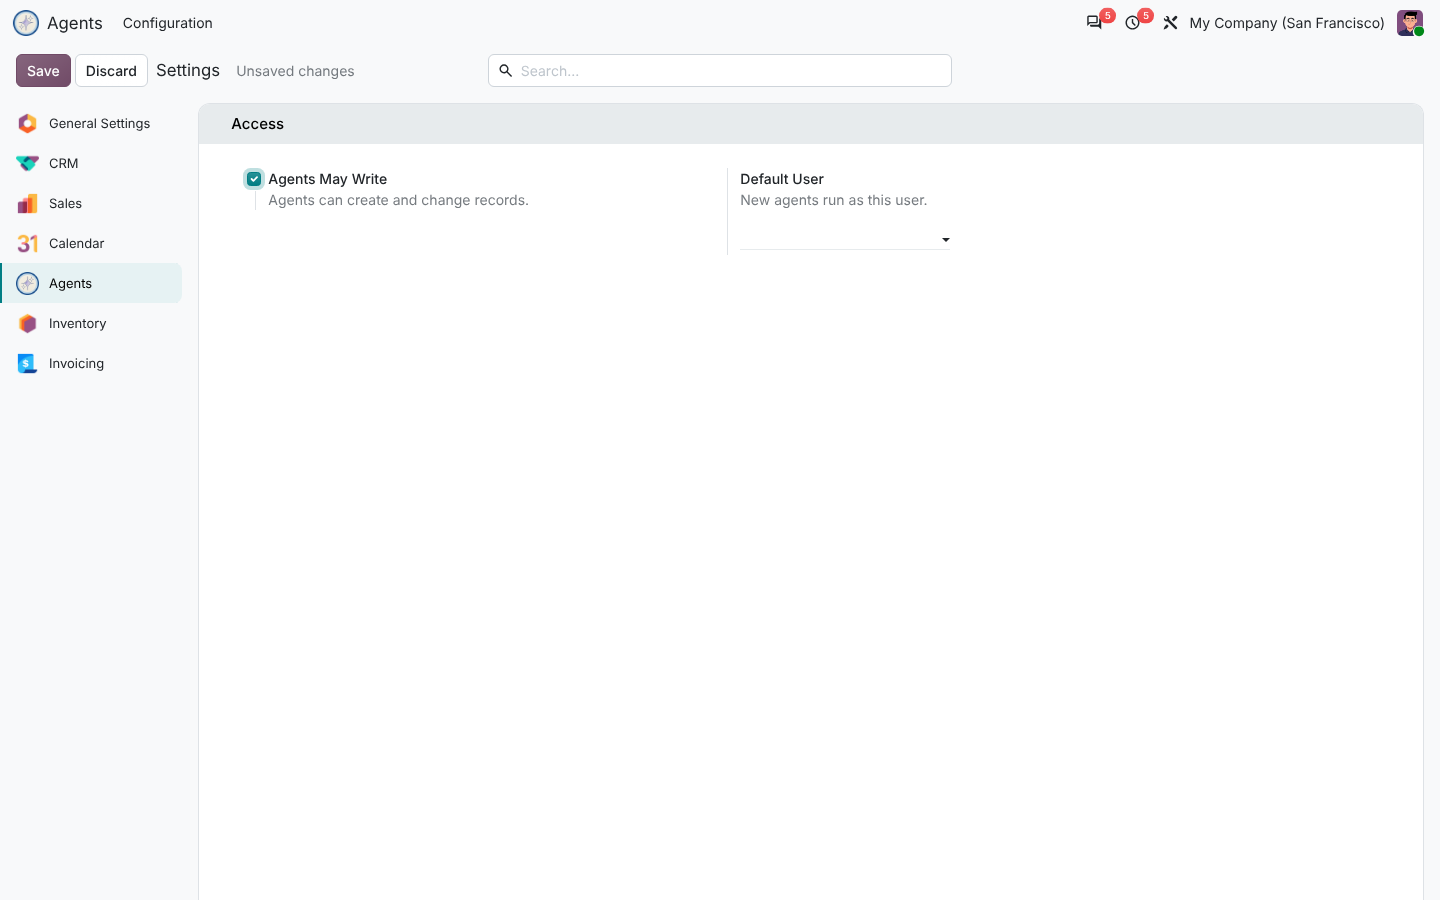 Agents
Configuration
5
5
My Company (San Francisco)
Save
Discard
Settings
Unsaved changes
Search...
General Settings
CRM
Sales
31
Calendar
Agents
Inventory
$
Invoicing
Access
Agents May Write
Agents can create and change records.
Default User
New agents run as this user.